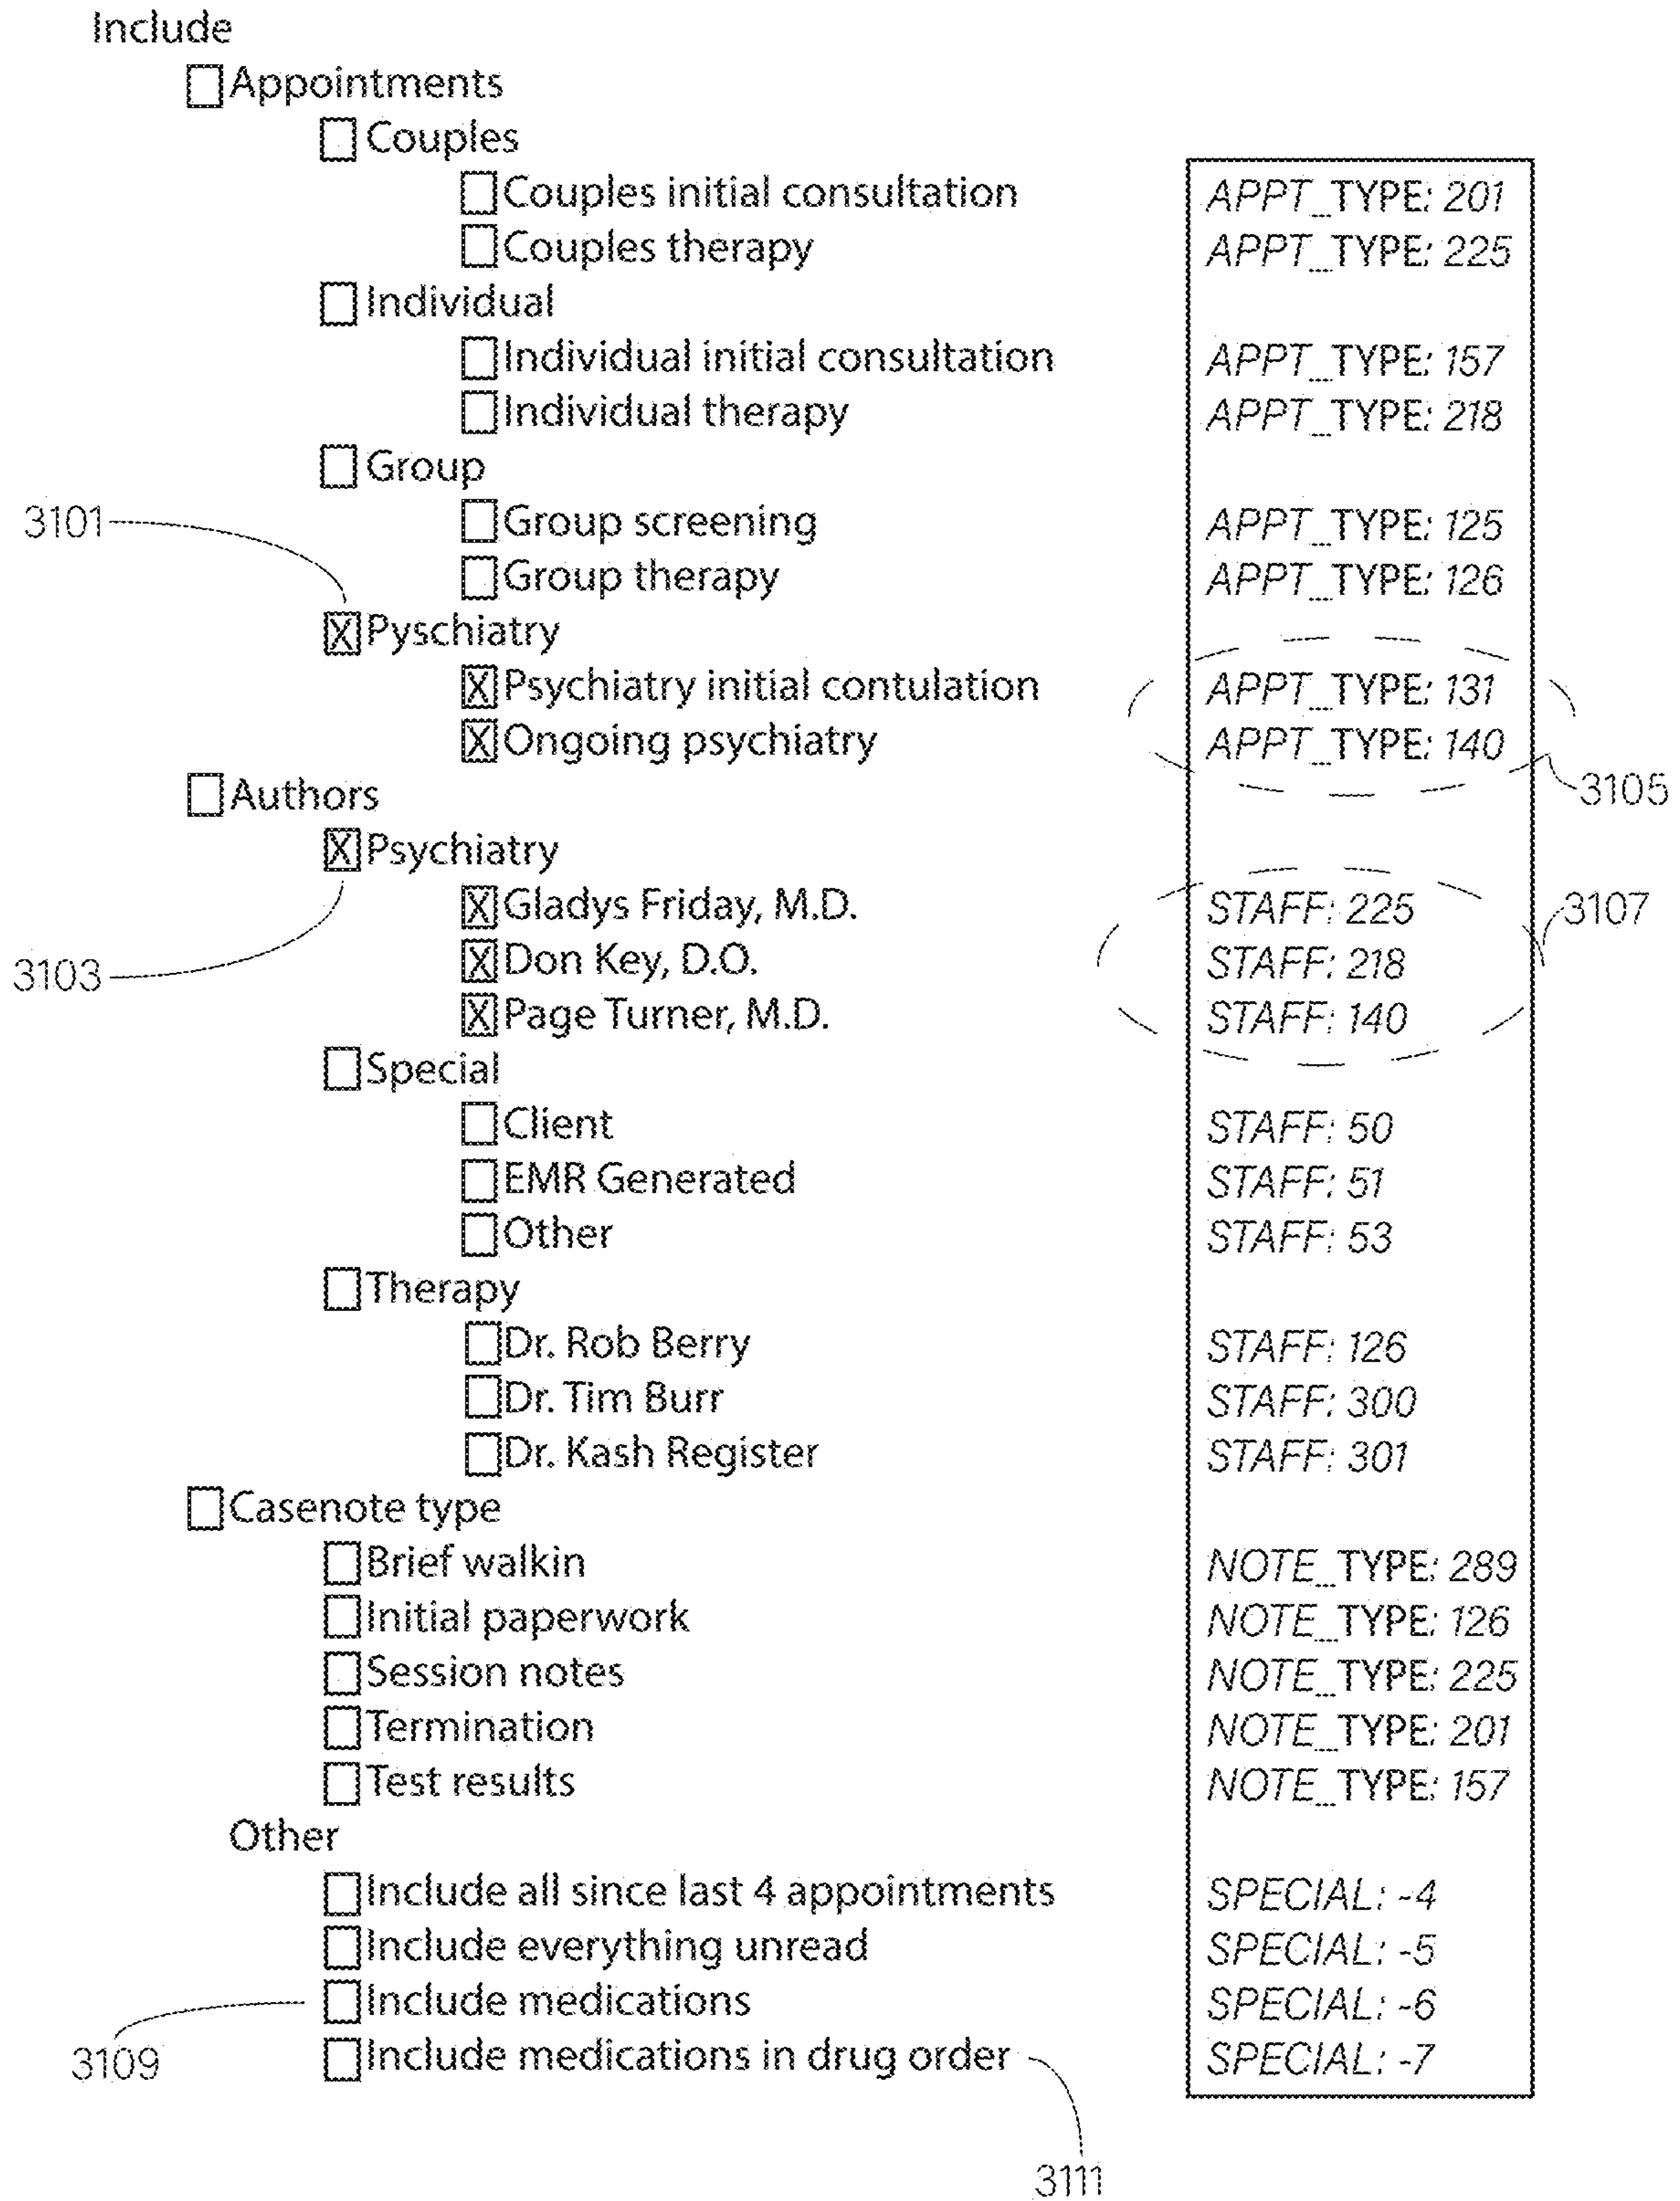 Include
Appointments
Couples
Couples initial consultation APPT_TYPE: 201
Couples therapy APPT_TYPE: 225
Individual
Individual initial consultation APPT_TYPE: 157
Individual therapy APPT_TYPE: 218
Group
3101 Group screening APPT_TYPE: 125
Group therapy APPT_TYPE: 126
X Pyschiatry
X Psychiatry initial contulation APPT_TYPE: 131
X Ongoing psychiatry APPT_TYPE: 140
Authors 3105
X Psychiatry
X Gladys Friday, M.D. STAFF: 225 3107
3103 X Don Key, D.O. STAFF: 218
X Page Turner, M.D. STAFF: 140
Special
Client STAFF: 50
EMR Generated STAFF: 51
Other STAFF: 53
Therapy
Dr. Rob Berry STAFF: 126
Dr. Tim Burr STAFF: 300
Dr. Kash Register STAFF: 301
Casenote type
Brief walkin NOTE_TYPE: 289
Initial paperwork NOTE_TYPE: 126
Session notes NOTE_TYPE: 225
Termination NOTE_TYPE: 201
Test results NOTE_TYPE: 157
Other
Include all since last 4 appointments SPECIAL: -4
Include everything unread SPECIAL: -5
Include medications SPECIAL: -6
3109 Include medications in drug order SPECIAL: -7
3111